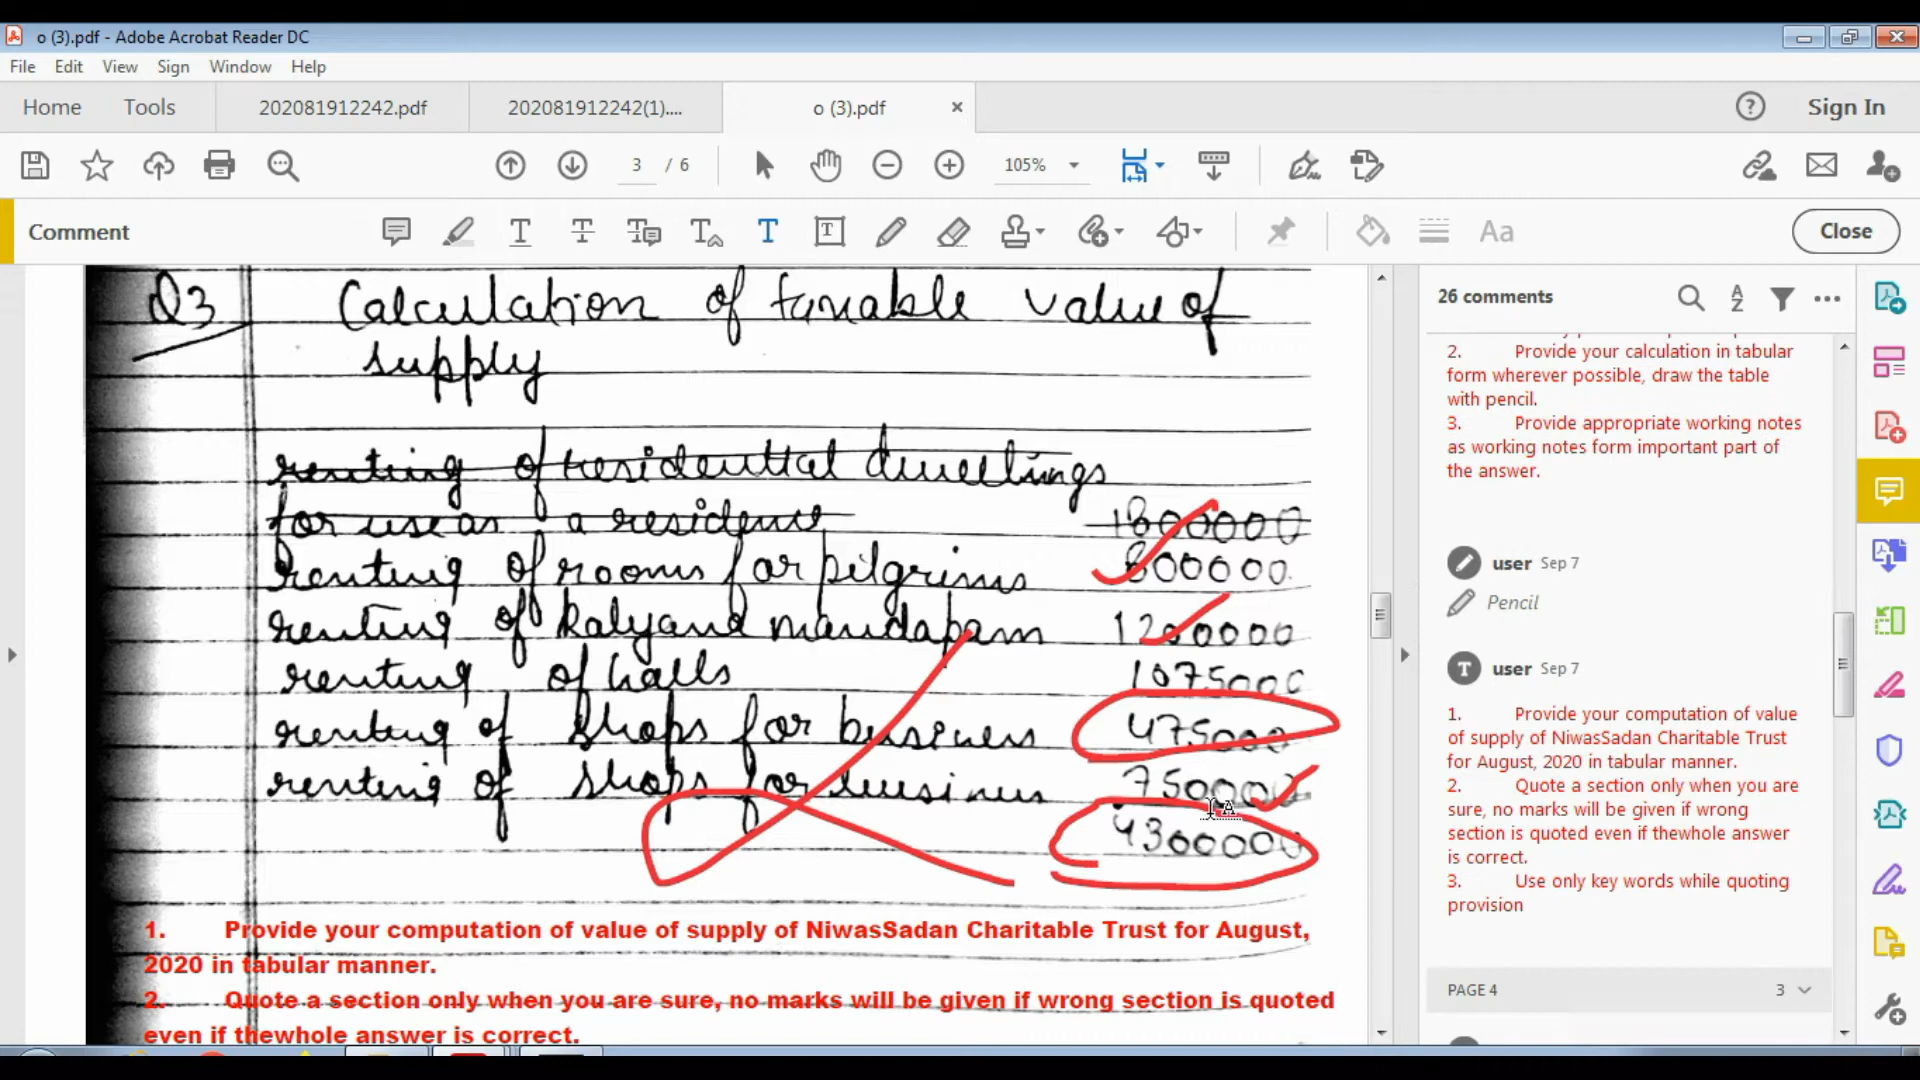 o (3).pdf - Adobe Acrobat Reader DC
File Edit View Sign Window Help
Home Tools 202081912242.pdf 202081912242(1).... o (3).pdf × Sign In
3 / 6 105%
Comment Close
Q3 Calculation of taxable value of
supply
renting of residential dwellings
for use as a residence 1800000
renting of rooms for pilgrims 800000
renting of kalyand mandapam 1200000
renting of halls 1075000
renting of shops for business 475000
renting of shops for business 750000
4300000
1. Provide your computation of value of supply of NiwasSadan Charitable Trust for August,
2020 in tabular manner.
2. Quote a section only when you are sure, no marks will be given if wrong section is quoted
even if thewhole answer is correct.
26 comments
2. Provide your calculation in tabular
form wherever possible, draw the table
with pencil.
3. Provide appropriate working notes
as working notes form important part of
the answer.
user Sep 7
Pencil
T user Sep 7
1. Provide your computation of value
of supply of NiwasSadan Charitable Trust
for August, 2020 in tabular manner.
2. Quote a section only when you are
sure, no marks will be given if wrong
section is quoted even if thewhole answer
is correct.
3. Use only key words while quoting
provision
PAGE 4 3